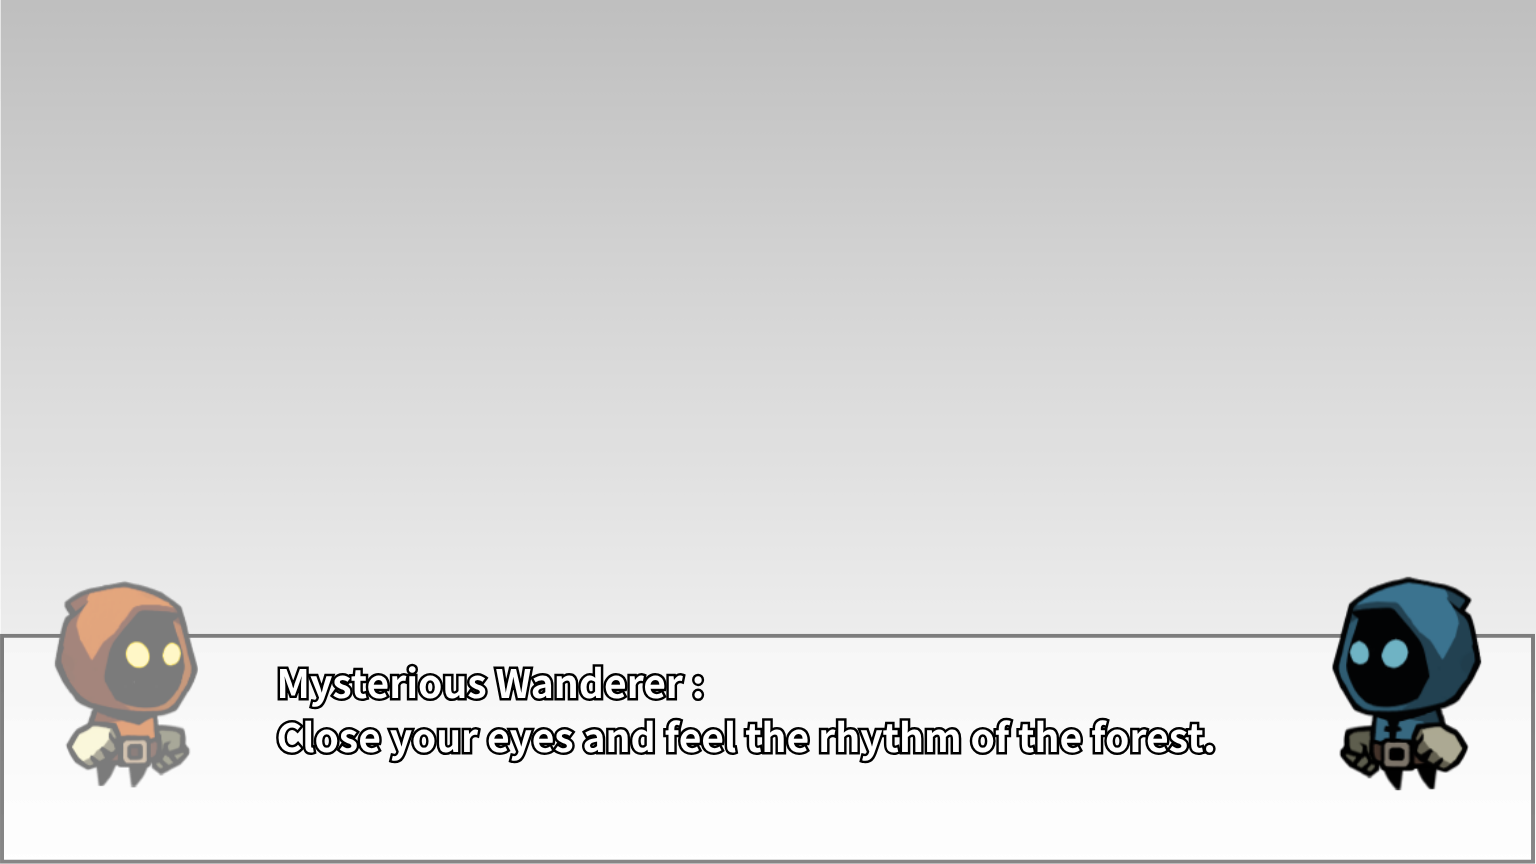 Mysterious Wanderer :
Close your eyes and feel the rhythm of the forest.